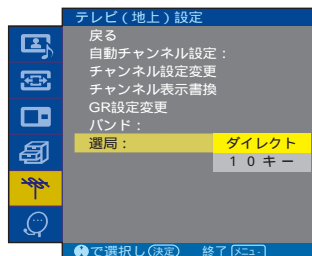 テレビ(地上)設定
戻る
自動チャンネル設定:
チャンネル設定変更
チャンネル表示書換
GR設定変更
バンド:
選局: ダイレクト
10キー
で選択し 決定 終了 メニュー